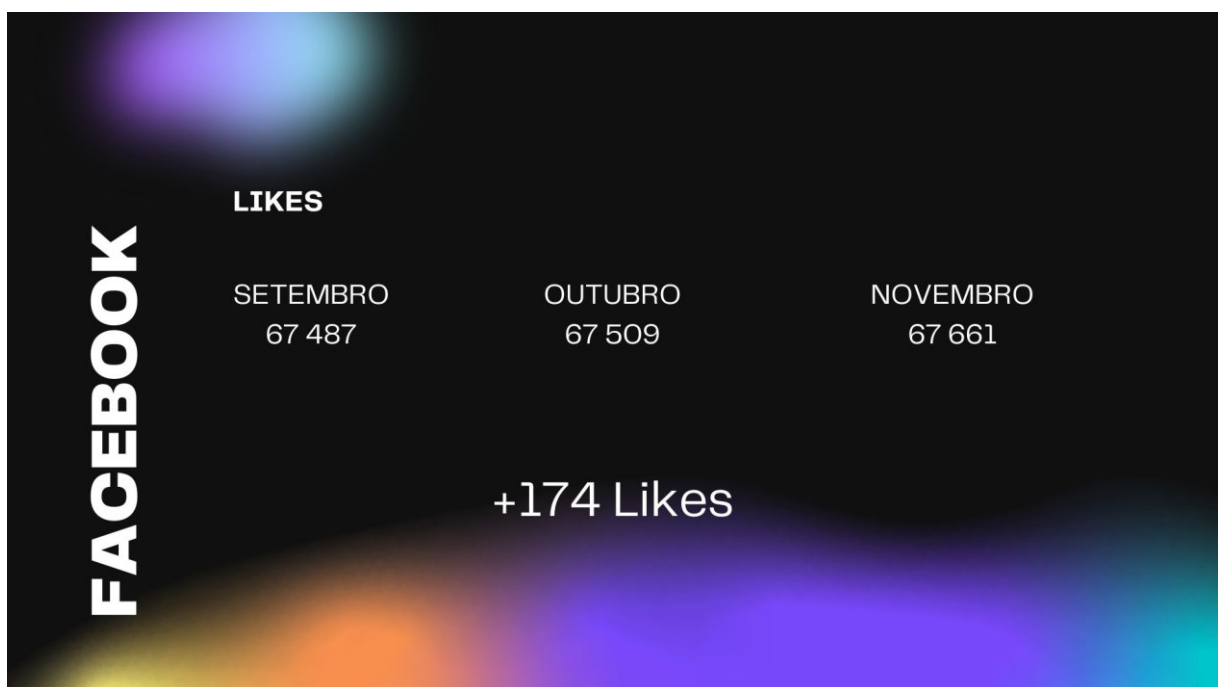 FACEBOOK
LIKES
SETEMBRO OUTUBRO NOVEMBRO
67 487 67 509 67 661
+174 Likes